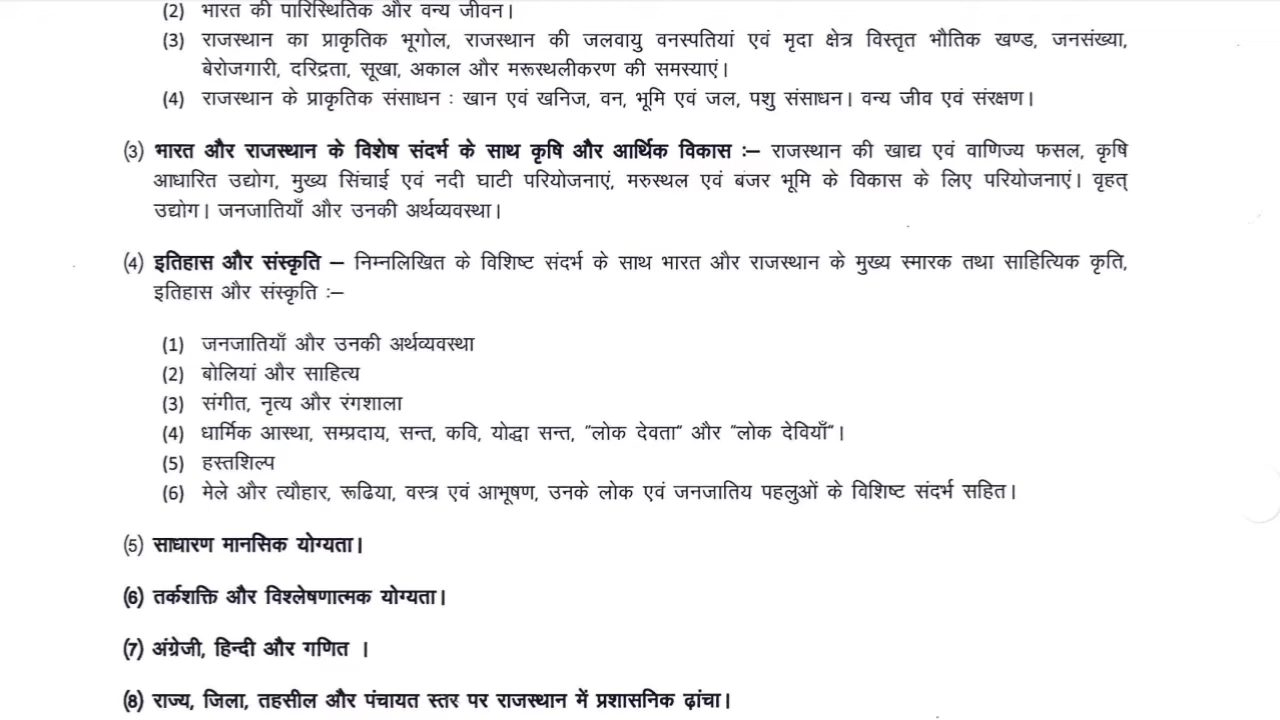 (2) भारत की पारिस्थितिक और वन्य जीवन।
(3) राजस्थान का प्राकृतिक भूगोल, राजस्थान की जलवायु वनस्पतियां एवं मृदा क्षेत्र विस्तृत भौतिक खण्ड, जनसंख्या,
बेरोजगारी, दरिद्रता, सूखा, अकाल और मरूस्थलीकरण की समस्याएं।
(4) राजस्थान के प्राकृतिक संसाधन : खान एवं खनिज, वन, भूमि एवं जल, पशु संसाधन। वन्य जीव एवं संरक्षण।
(3) भारत और राजस्थान के विशेष संदर्भ के साथ कृषि और आर्थिक विकास :– राजस्थान की खाद्य एवं वाणिज्य फसल, कृषि
आधारित उद्योग, मुख्य सिंचाई एवं नदी घाटी परियोजनाएं, मरुस्थल एवं बंजर भूमि के विकास के लिए परियोजनाएं। वृहत्
उद्योग। जनजातियाँ और उनकी अर्थव्यवस्था।
(4) इतिहास और संस्कृति – निम्नलिखित के विशिष्ट संदर्भ के साथ भारत और राजस्थान के मुख्य स्मारक तथा साहित्यिक कृति,
इतिहास और संस्कृति :–
(1) जनजातियाँ और उनकी अर्थव्यवस्था
(2) बोलियां और साहित्य
(3) संगीत, नृत्य और रंगशाला
(4) धार्मिक आस्था, सम्प्रदाय, सन्त, कवि, योद्धा सन्त, "लोक देवता" और "लोक देवियाँ"।
(5) हस्तशिल्प
(6) मेले और त्यौहार, रूढिया, वस्त्र एवं आभूषण, उनके लोक एवं जनजातिय पहलुओं के विशिष्ट संदर्भ सहित।
(5) साधारण मानसिक योग्यता।
(6) तर्कशक्ति और विश्लेषणात्मक योग्यता।
(7) अंग्रेजी, हिन्दी और गणित ।
(8) राज्य, जिला, तहसील और पंचायत स्तर पर राजस्थान में प्रशासनिक ढ़ांचा।